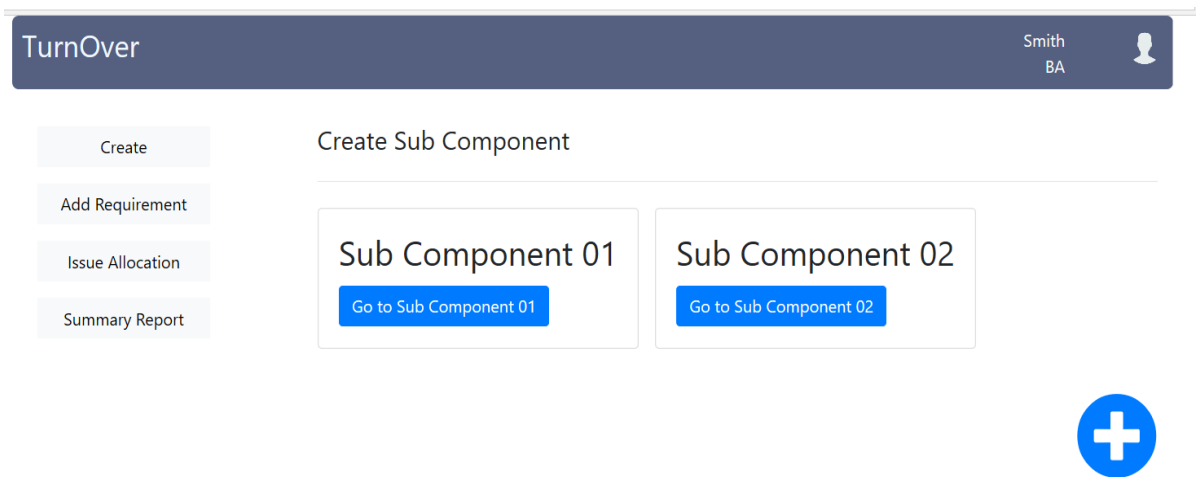 TurnOver
Smith
BA
Create
Add Requirement
Issue Allocation
Summary Report
Create Sub Component
Sub Component 01
Go to Sub Component 01
Sub Component 02
Go to Sub Component 02